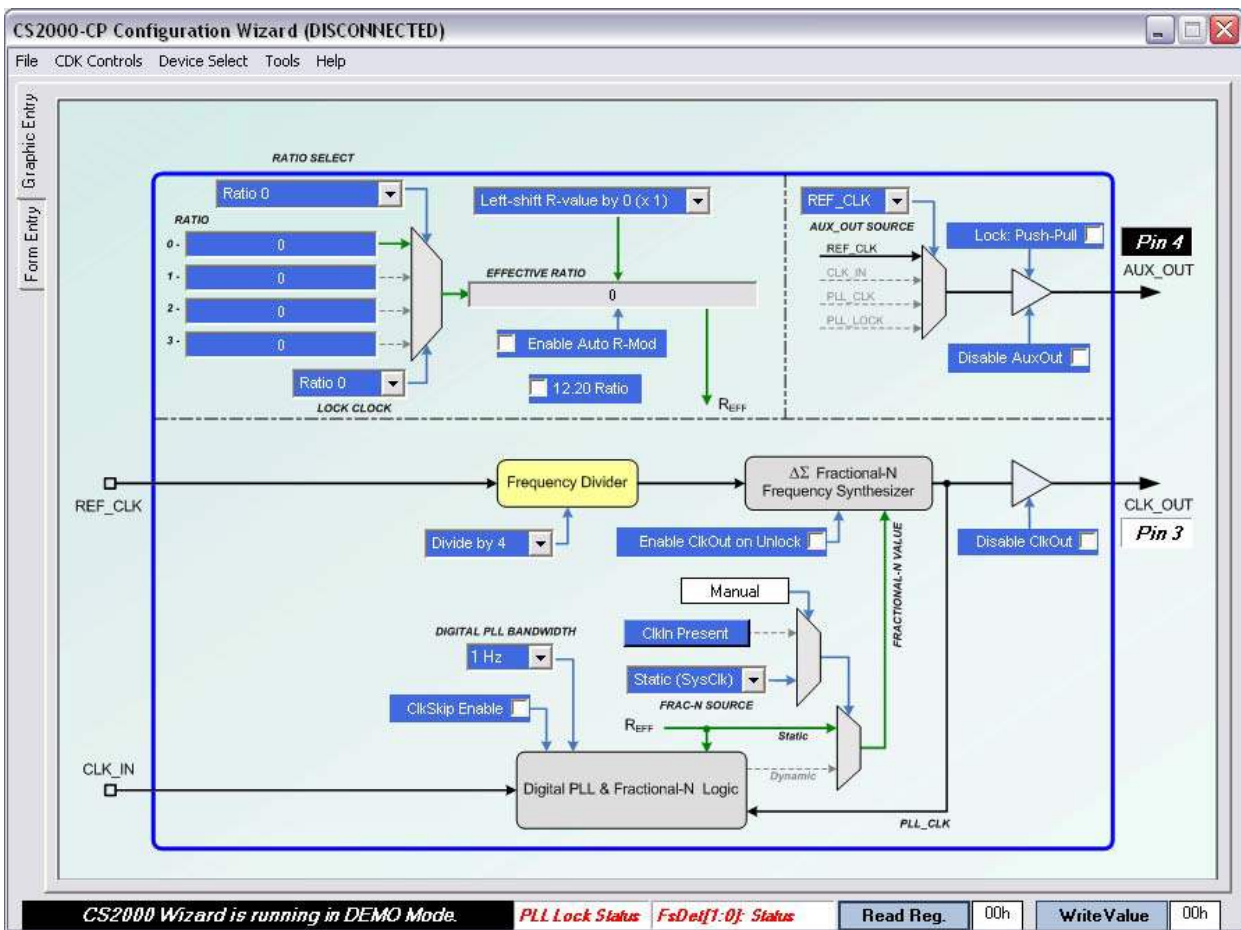 CS2000-CP Configuration Wizard (DISCONNECTED)
File CDK Controls Device Select Tools Help
Graphic Entry
Form Entry
RATIO SELECT
Ratio 0
RATIO
0 - 0
1 - 0
2 - 0
3 - 0
Ratio 0
LOCK CLOCK
Left-shift R-value by 0 (x 1)
EFFECTIVE RATIO
0
Enable Auto R-Mod
12.20 Ratio
REFF
REF_CLK
AUX_OUT SOURCE
REF_CLK
CLK_IN
PLL_CLK
PLL_LOCK
Lock: Push-Pull
Disable AuxOut
Pin 4
AUX_OUT
REF_CLK
Frequency Divider
Divide by 4
ΔΣ Fractional-N
Frequency Synthesizer
Enable ClkOut on Unlock
Disable ClkOut
CLK_OUT
Pin 3
FRACTIONAL-N VALUE
Manual
ClkIn Present
Static (SysClk)
FRAC-N SOURCE
DIGITAL PLL BANDWIDTH
1 Hz
ClkSkip Enable
REFF
Static
Dynamic
CLK_IN
Digital PLL & Fractional-N Logic
PLL_CLK
CS2000 Wizard is running in DEMO Mode. PLL Lock Status FsDet[1:0]: Status Read Reg. 00h Write Value 00h